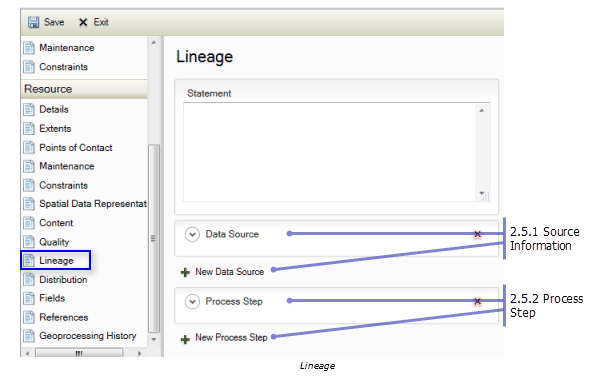 Save Exit
Maintenance
Constraints
Resource
Details
Extents
Points of Contact
Maintenance
Constraints
Spatial Data Representat
Content
Quality
Lineage
Distribution
Fields
References
Geoprocessing History
Lineage
Statement
Data Source
New Data Source
Process Step
New Process Step
2.5.1 Source
Information
2.5.2 Process
Step
Lineage